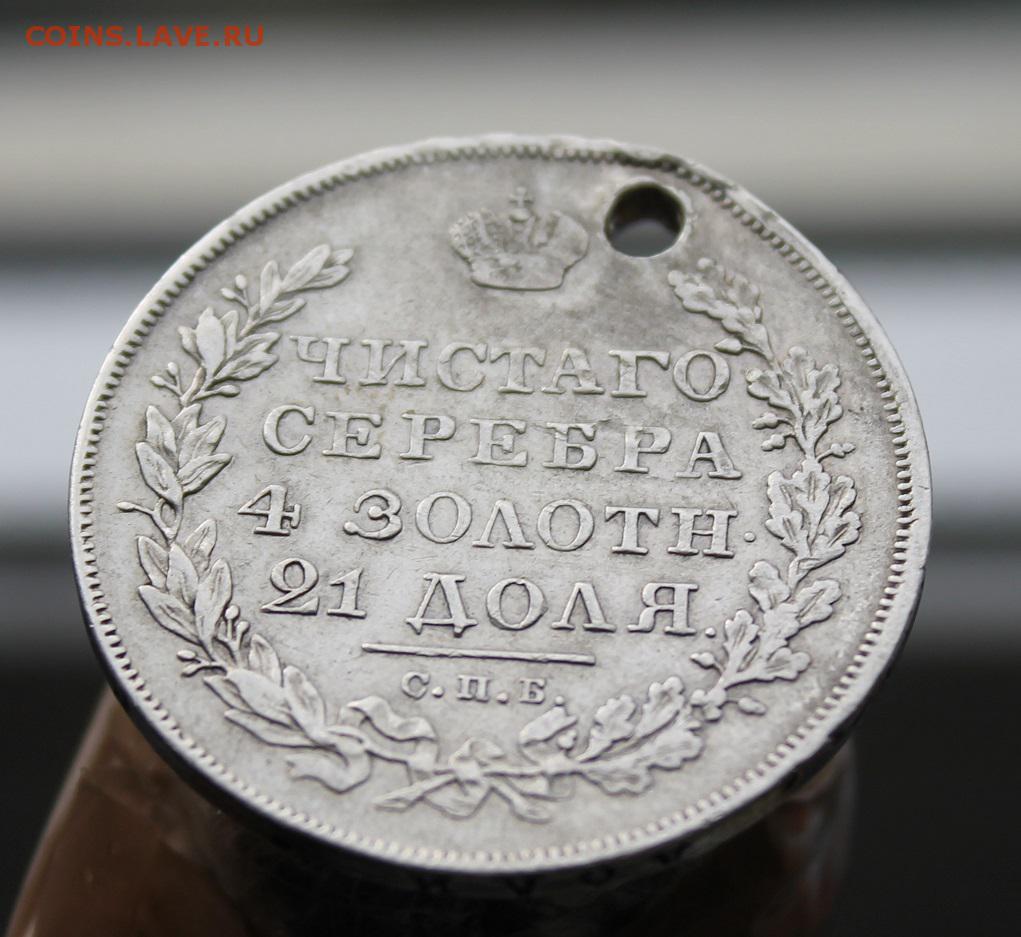 COINS.LAVE.RU
ЧИСТАГО
СЕРЕБРА
4 ЗОЛОТН.
21 ДОЛЯ.
С.П.Б.